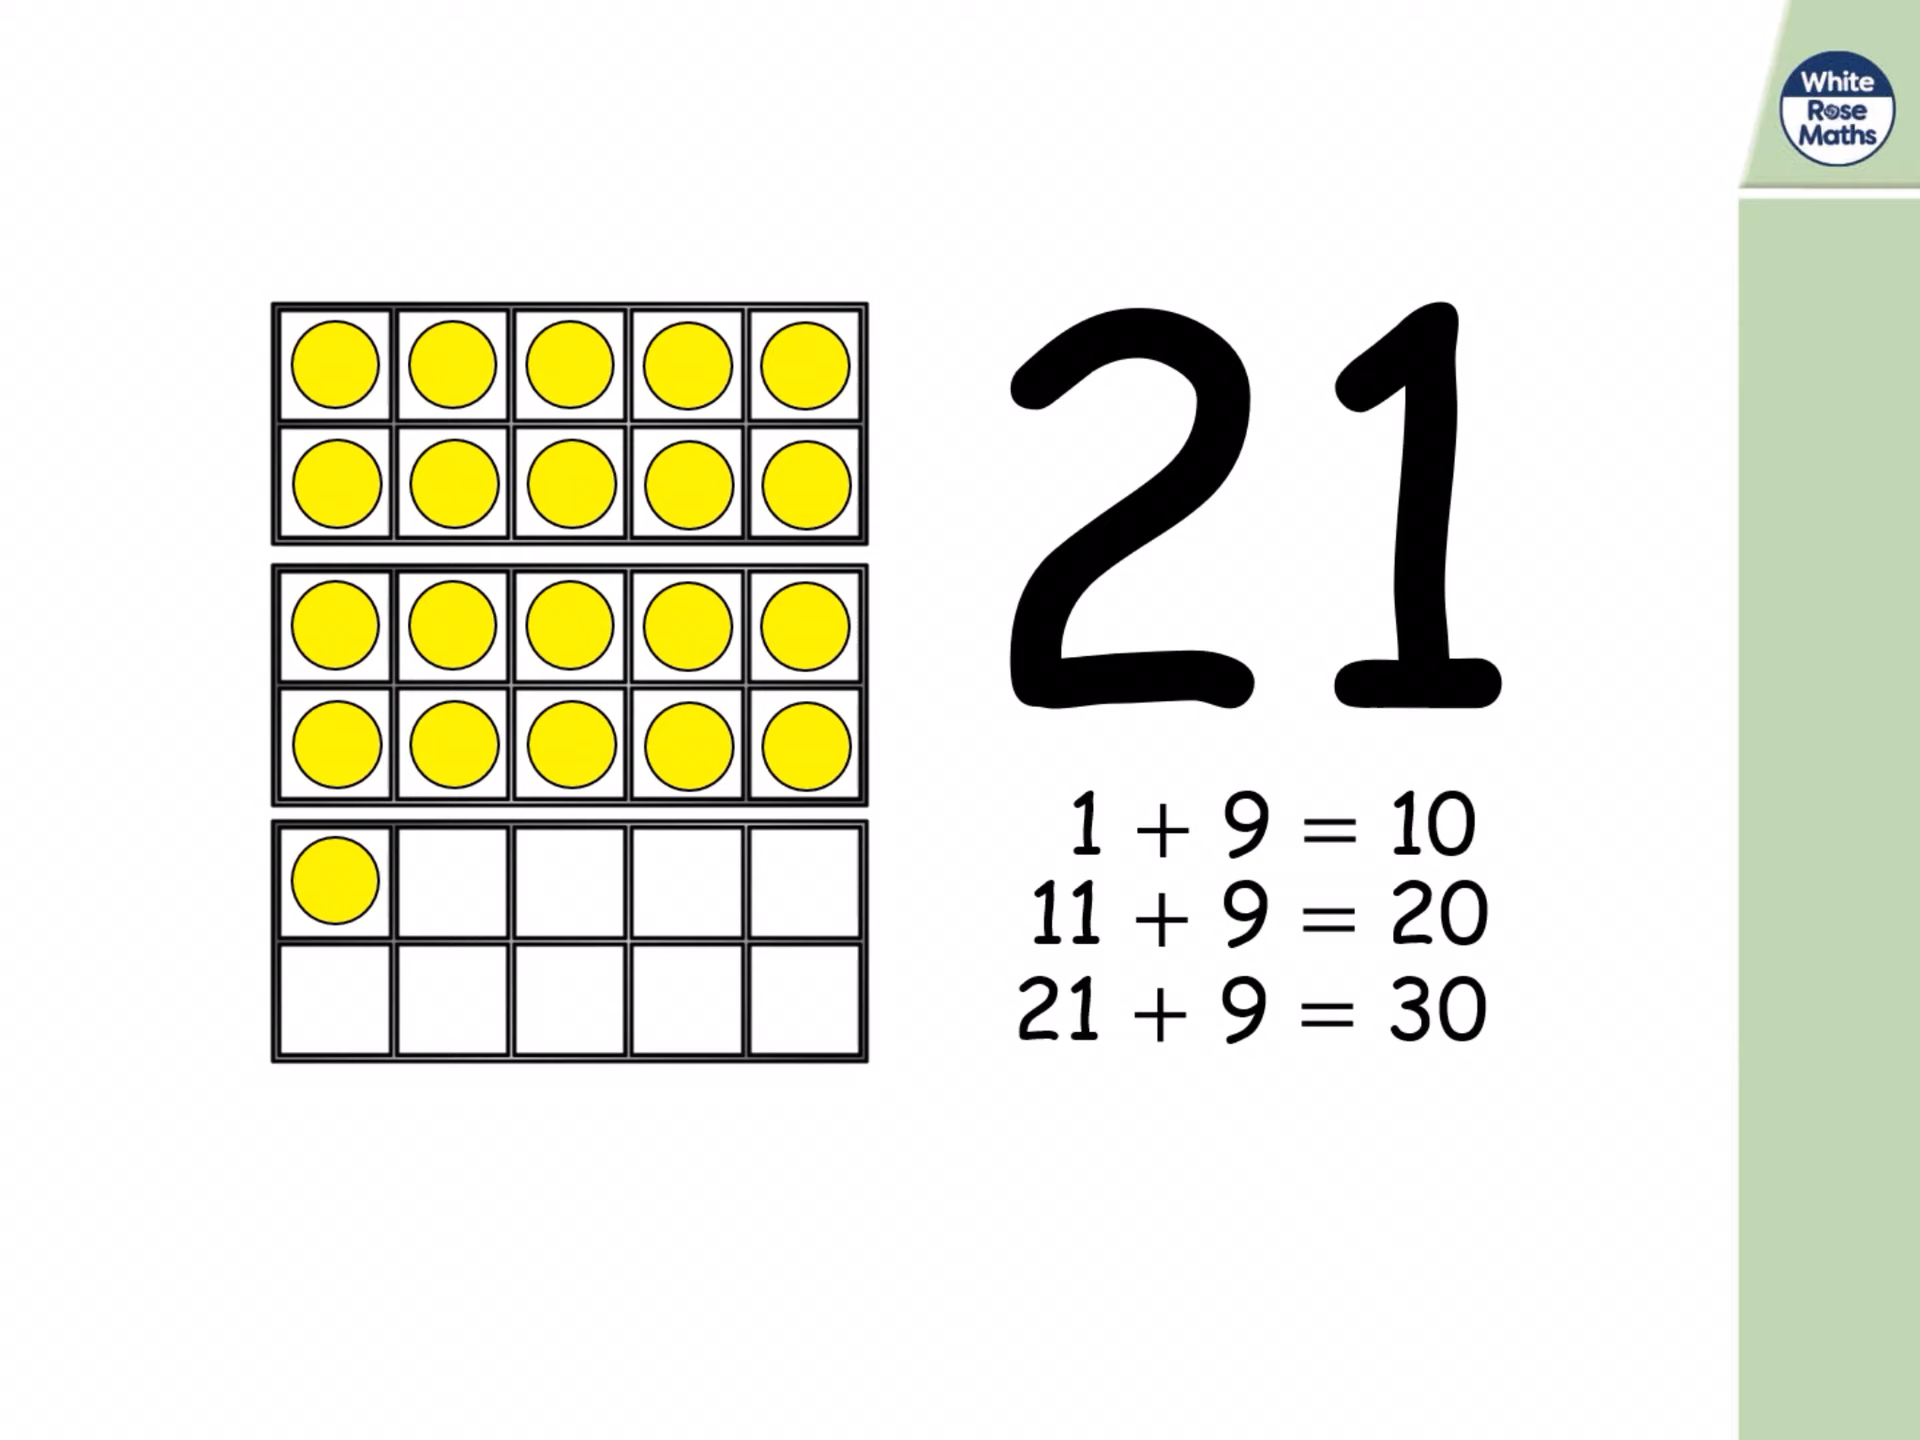 White
Rose
Maths
21
1 + 9 = 10
11 + 9 = 20
21 + 9 = 30